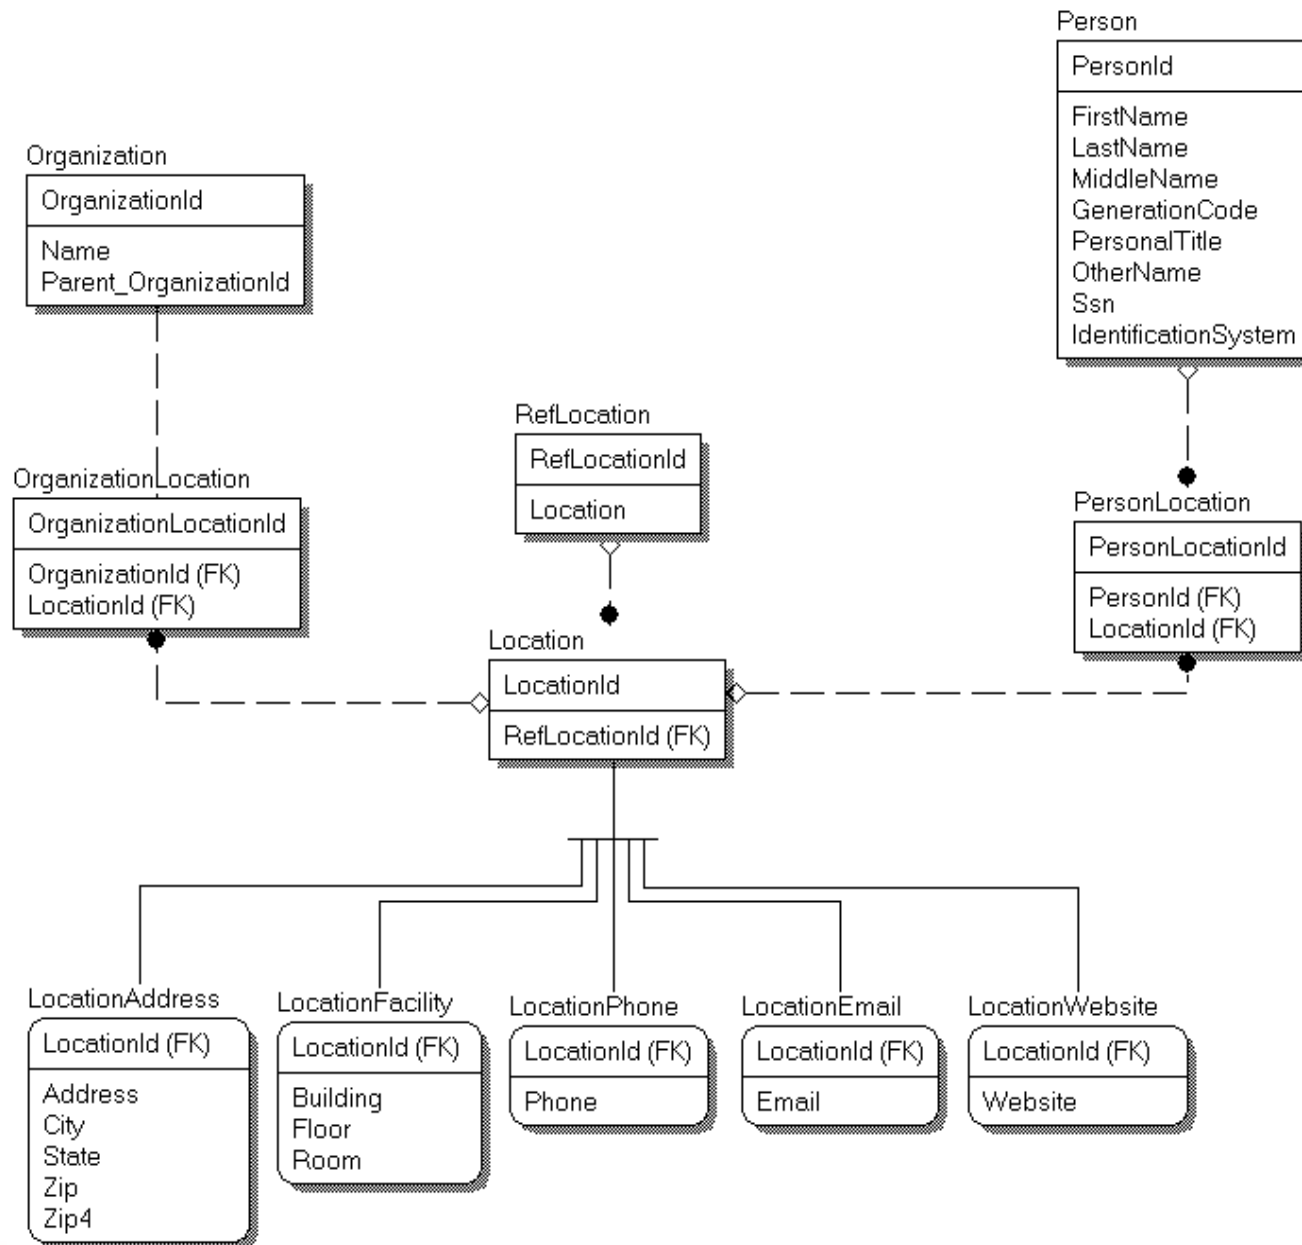 Person
PersonId
FirstName
LastName
MiddleName
GenerationCode
PersonalTitle
OtherName
Ssn
IdentificationSystem
Organization
OrganizationId
Name
Parent_OrganizationId
RefLocation
RefLocationId
Location
OrganizationLocation
OrganizationLocationId
OrganizationId (FK)
LocationId (FK)
PersonLocation
PersonLocationId
PersonId (FK)
LocationId (FK)
Location
LocationId
RefLocationId (FK)
LocationAddress
LocationId (FK)
Address
City
State
Zip
Zip4
LocationFacility
LocationId (FK)
Building
Floor
Room
LocationPhone
LocationId (FK)
Phone
LocationEmail
LocationId (FK)
Email
LocationWebsite
LocationId (FK)
Website